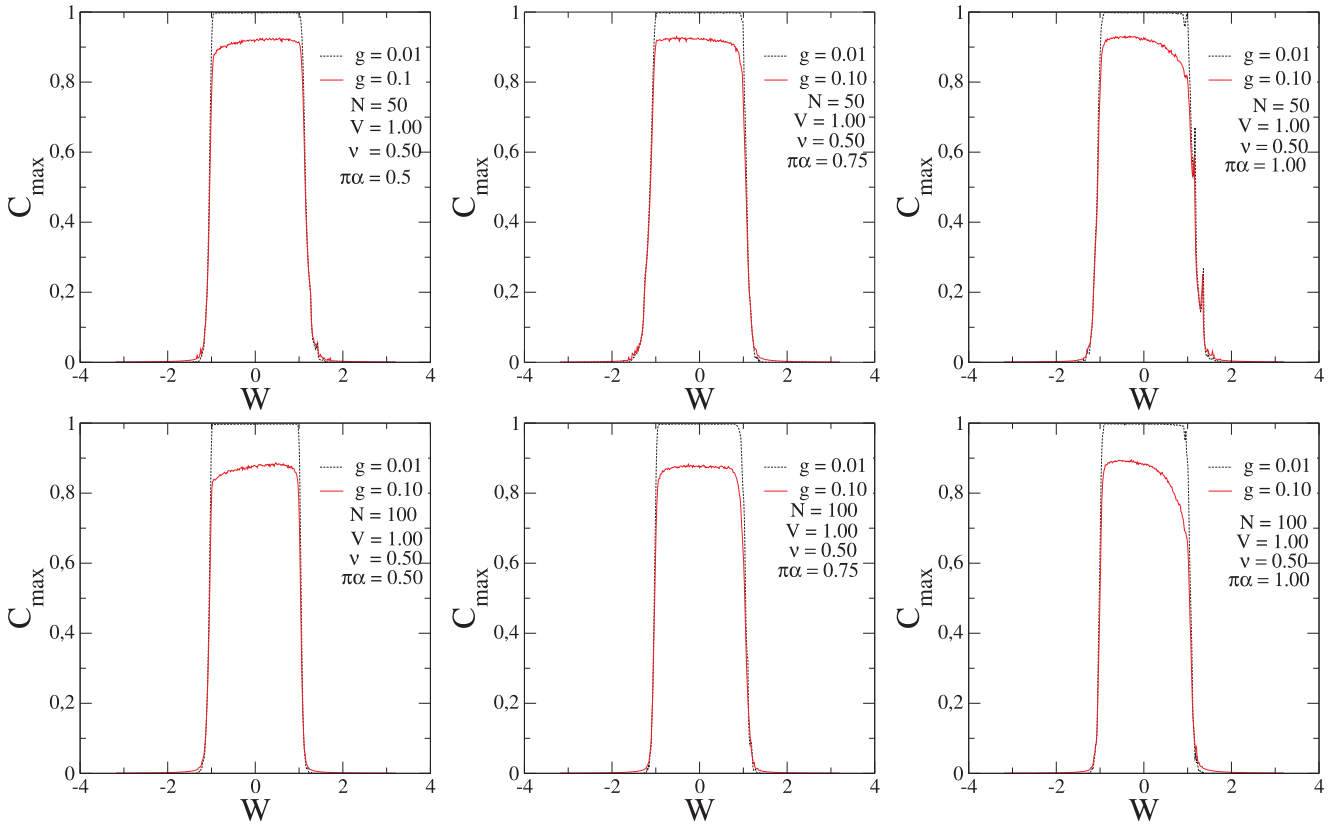 1
0,8
0,6
0,4
0,2
0
C max
-4 -2 0 2 4
W
g = 0.01
g = 0.1
N = 50
V = 1.00
ν = 0.50
πα = 0.5
1
0,8
0,6
0,4
0,2
0
C max
-4 -2 0 2 4
W
g = 0.01
g = 0.10
N = 50
V = 1.00
ν = 0.50
πα = 0.75
1
0,8
0,6
0,4
0,2
0
C max
-4 -2 0 2 4
W
g = 0.01
g = 0.10
N = 50
V = 1.00
ν = 0.50
πα = 1.00
1
0,8
0,6
0,4
0,2
0
C max
-4 -2 0 2 4
W
g = 0.01
g = 0.10
N = 100
V = 1.00
ν = 0.50
πα = 0.50
1
0,8
0,6
0,4
0,2
0
C max
-4 -2 0 2 4
W
g = 0.01
g = 0.10
N = 100
V = 1.00
ν = 0.50
πα = 0.75
1
0,8
0,6
0,4
0,2
0
C max
-4 -2 0 2 4
W
g = 0.01
g = 0.10
N = 100
V = 1.00
ν = 0.50
πα = 1.00